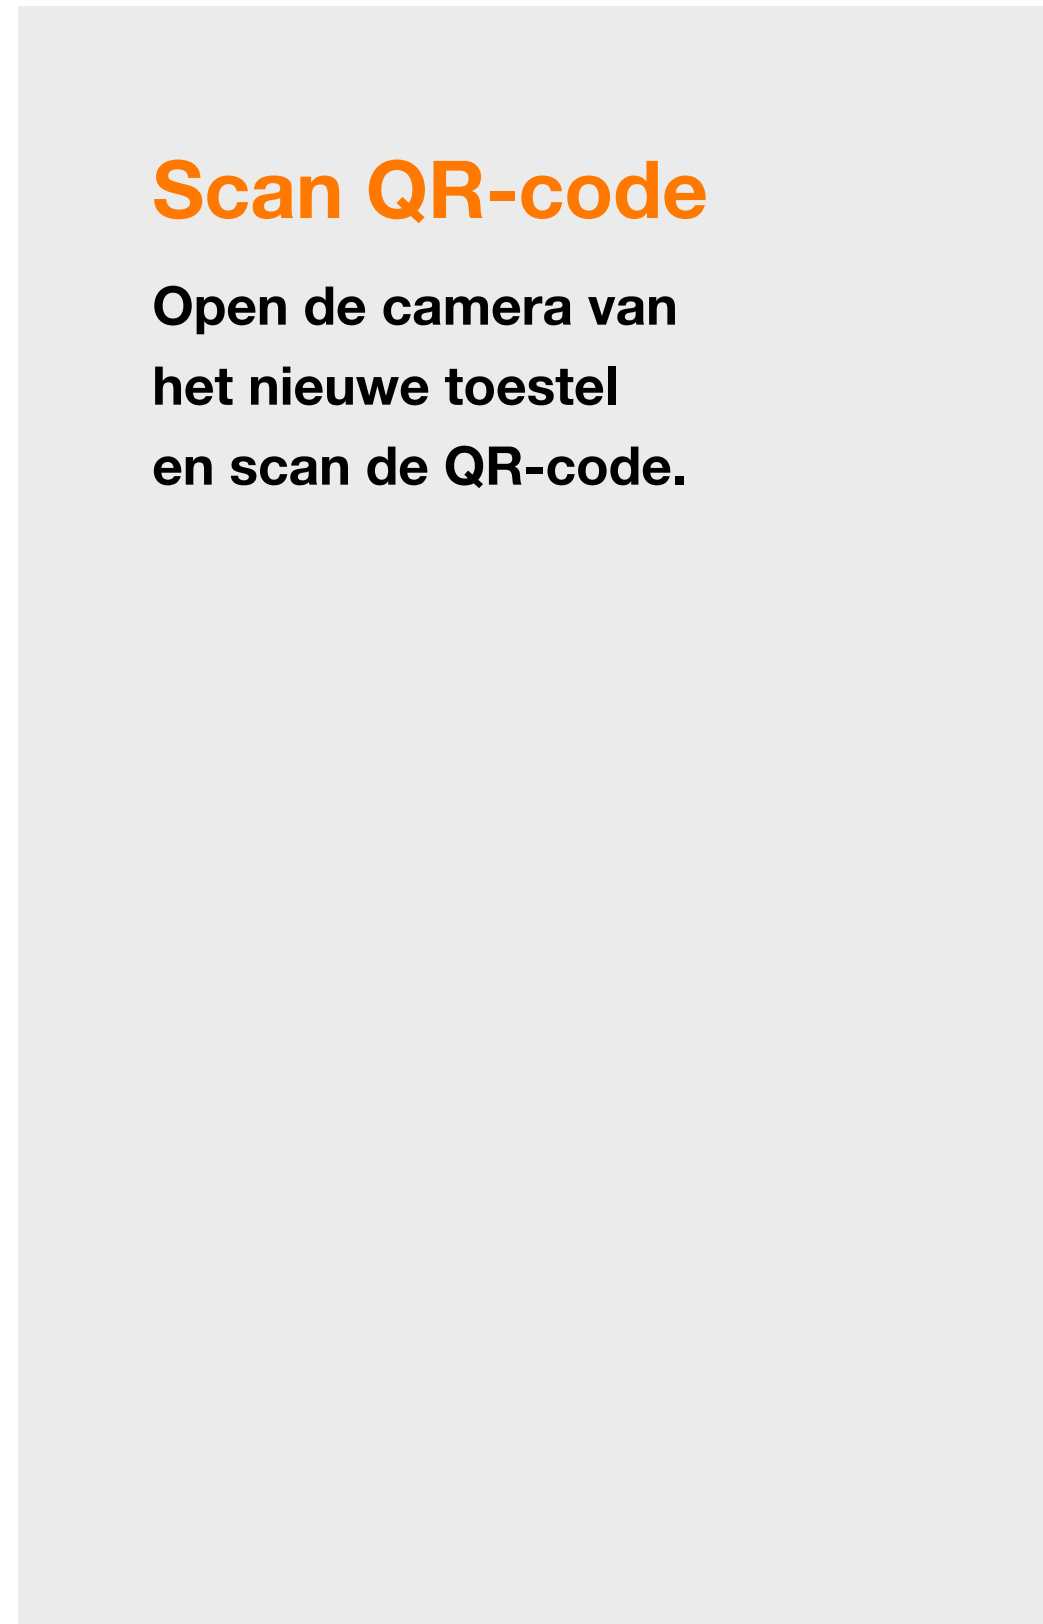 Scan QR-code
Open de camera van
het nieuwe toestel
en scan de QR-code.